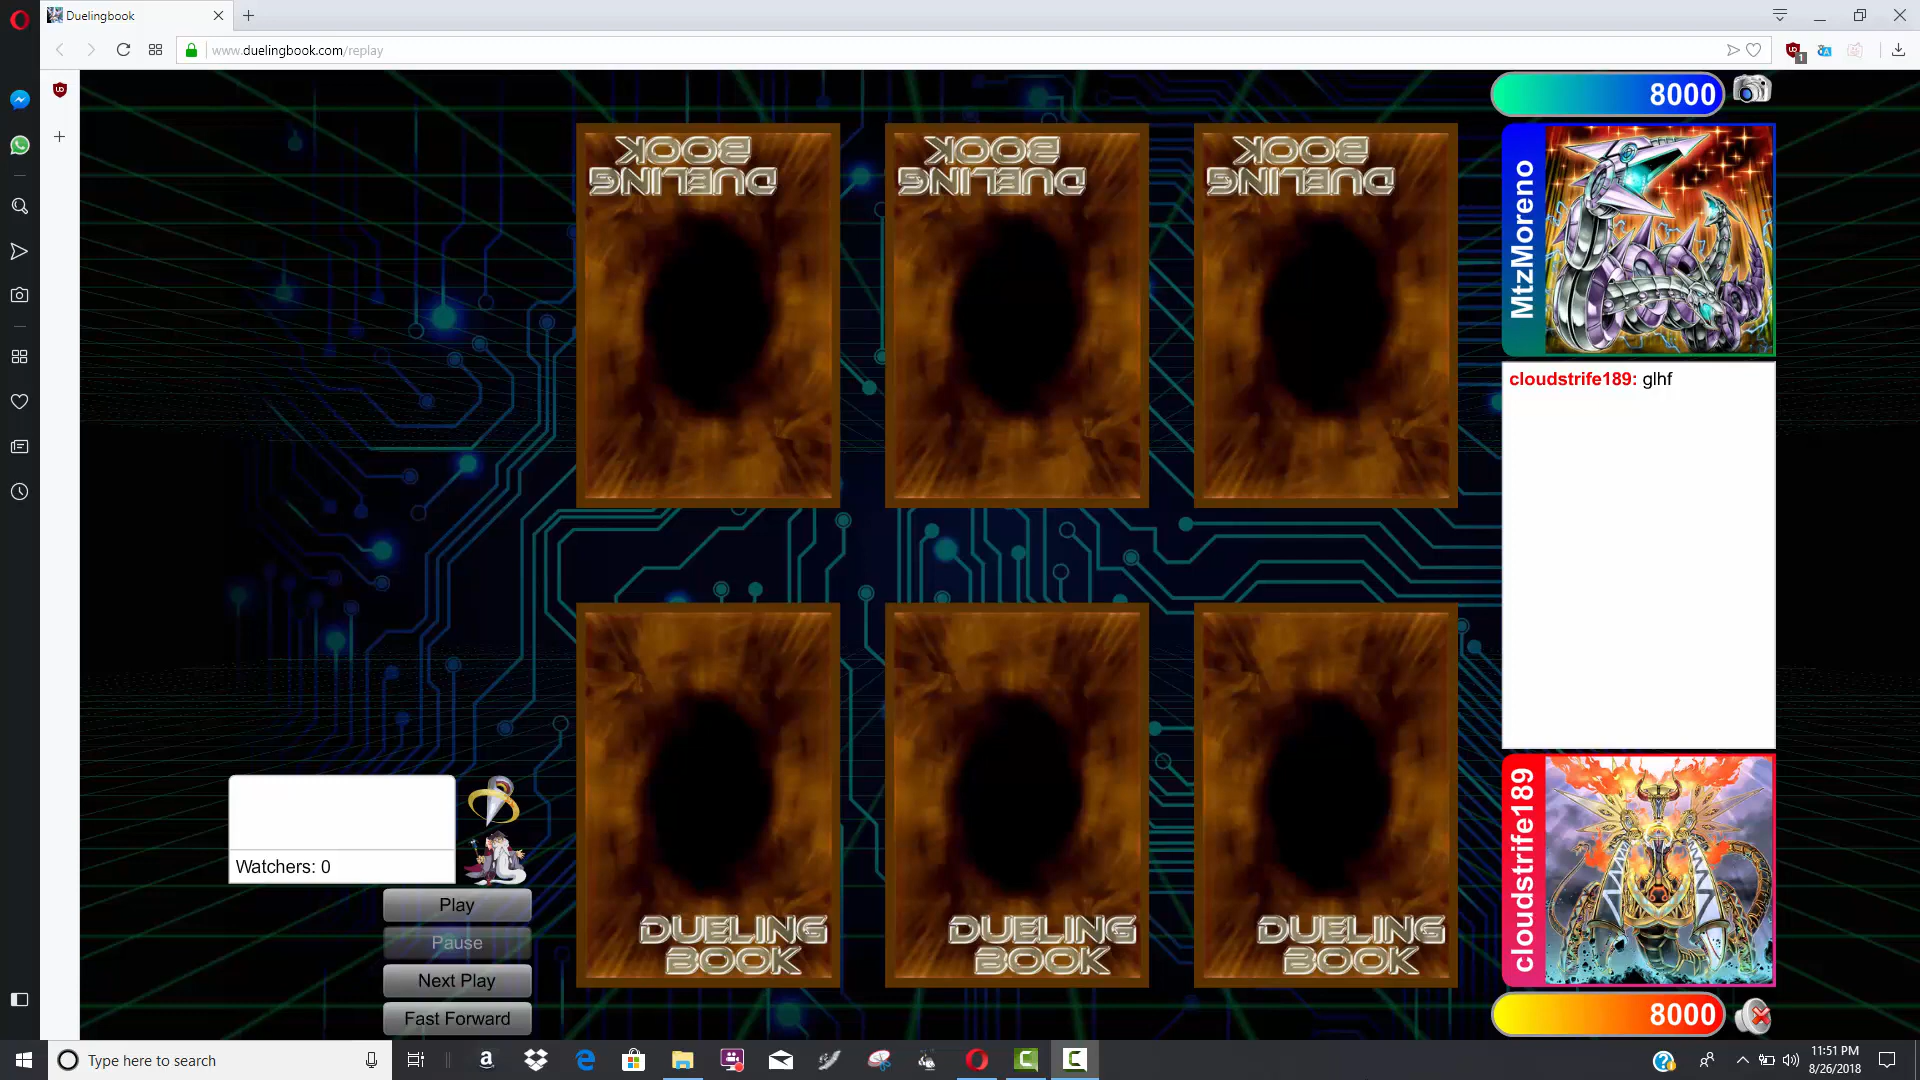 Duelingbook
www.duelingbook.com/replay
1
8000
BOOK
DUELING
BOOK
DUELING
BOOK
DUELING
MtzMoreno
cloudstrife189: glhf
Watchers: 0
Play
Pause
Next Play
Fast Forward
DUELING
BOOK
DUELING
BOOK
DUELING
BOOK
cloudstrife189
8000
Type here to search
11:51 PM
8/26/2018